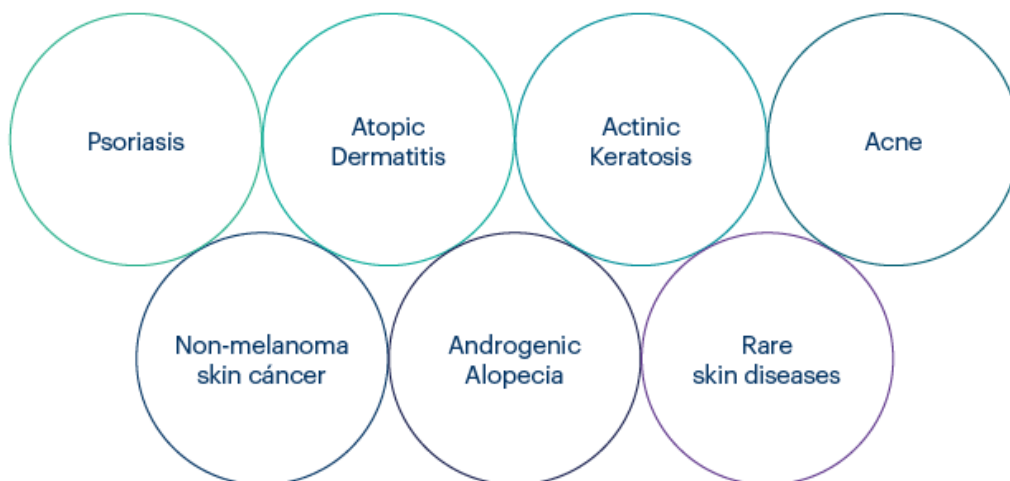 Psoriasis
Atopic
Dermatitis
Actinic
Keratosis
Acne
Non-melanoma
skin cáncer
Androgenic
Alopecia
Rare
skin diseases